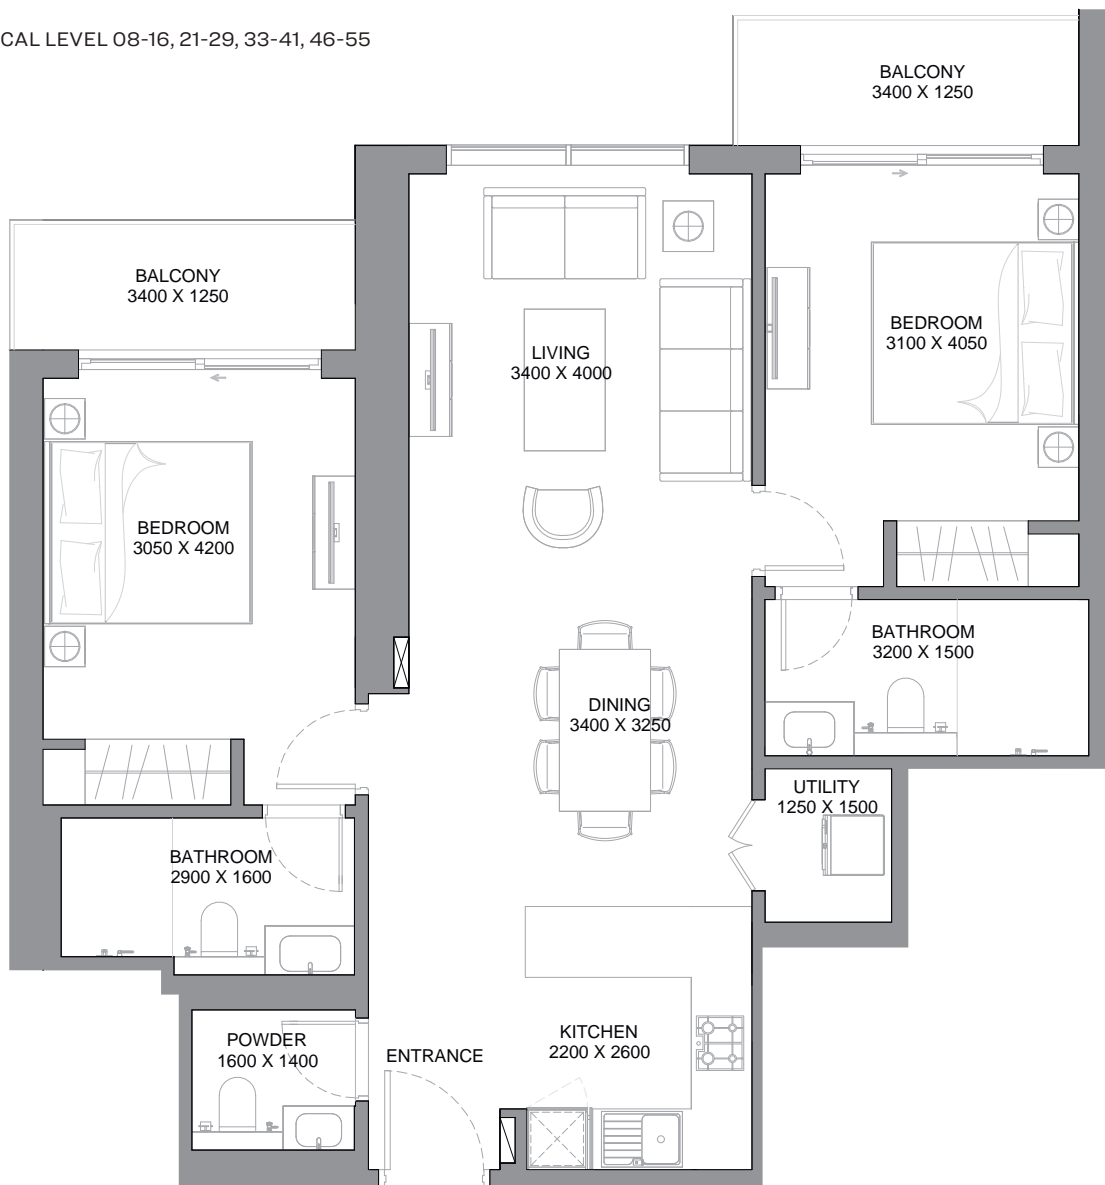 CAL LEVEL 08-16, 21-29, 33-41, 46-55
BALCONY
3400 X 1250
BALCONY
3400 X 1250
LIVING
3400 X 4000
BEDROOM
3100 X 4050
BEDROOM
3050 X 4200
BATHROOM
3200 X 1500
DINING
3400 X 3250
UTILITY
1250 X 1500
BATHROOM
2900 X 1600
POWDER
1600 X 1400
ENTRANCE
KITCHEN
2200 X 2600